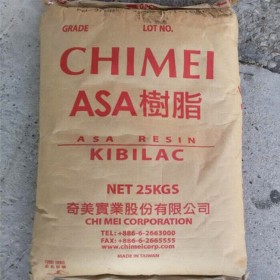 GRADE LOT NO.
CHIMEI
ASA樹脂
ASA RESIN
KIBILAC
NET 25KGS
奇美實業股份有限公司
CHI MEI CORPORATION
TEL: +886-6-2663000
FAX: +886-6-2665555
www.chimeicorp.com
MADE IN TAIWAN